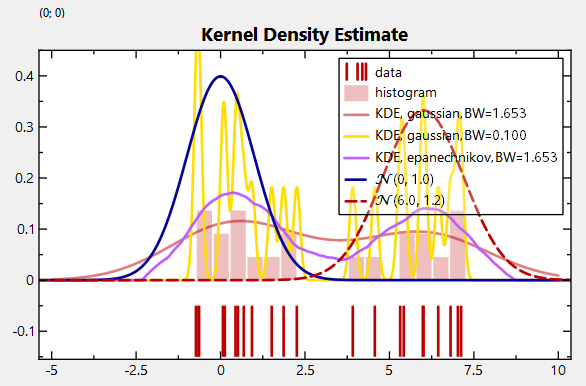 (0; 0)
Kernel Density Estimate
0.4
0.3
0.2
0.1
0
-0.1
data
histogram
KDE, gaussian,BW=1.653
KDE, gaussian,BW=0.100
KDE, epanechnikov,BW=1.653
𝒩(0, 1.0)
𝒩(6.0, 1.2)
-5 -2.5 0 2.5 5 7.5 10